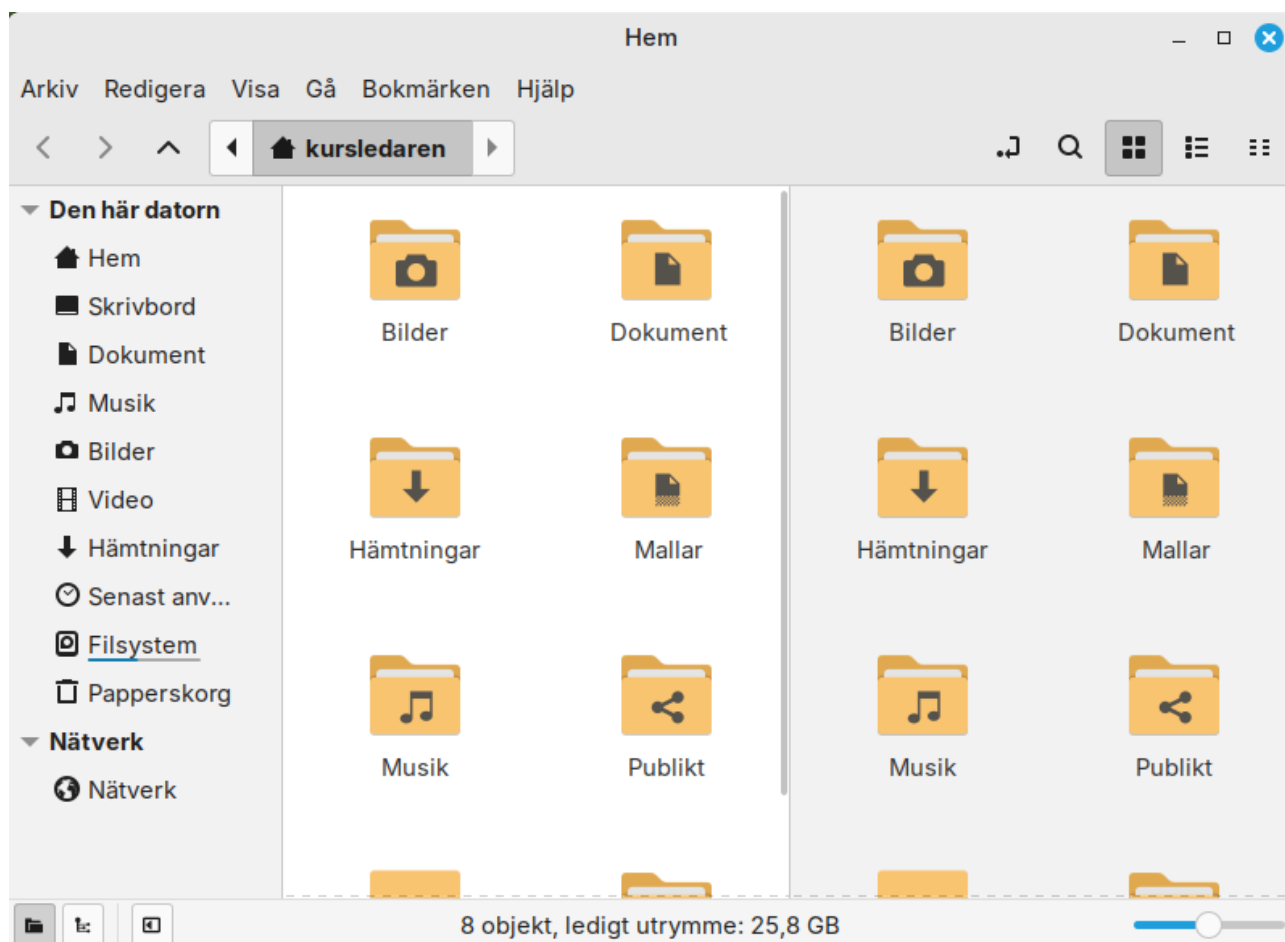 Hem
Arkiv Redigera Visa Gå Bokmärken Hjälp
kursledaren
Den här datorn
Hem
Skrivbord
Dokument
Musik
Bilder
Video
Hämtningar
Senast anv...
Filsystem
Papperskorg
Nätverk
Nätverk
Bilder Dokument
Hämtningar Mallar
Musik Publikt
Bilder Dokument
Hämtningar Mallar
Musik Publikt
8 objekt, ledigt utrymme: 25,8 GB